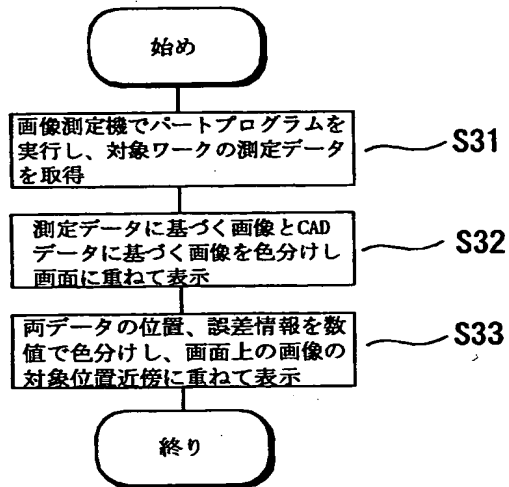 始め
画像測定機でパートプログラムを
実行し、対象ワークの測定データ
を取得
S31
測定データに基づく画像とCAD
データに基づく画像を色分けし
画面に重ねて表示
S32
両データの位置、誤差情報を数
値で色分けし、画面上の画像の
対象位置近傍に重ねて表示
S33
終り